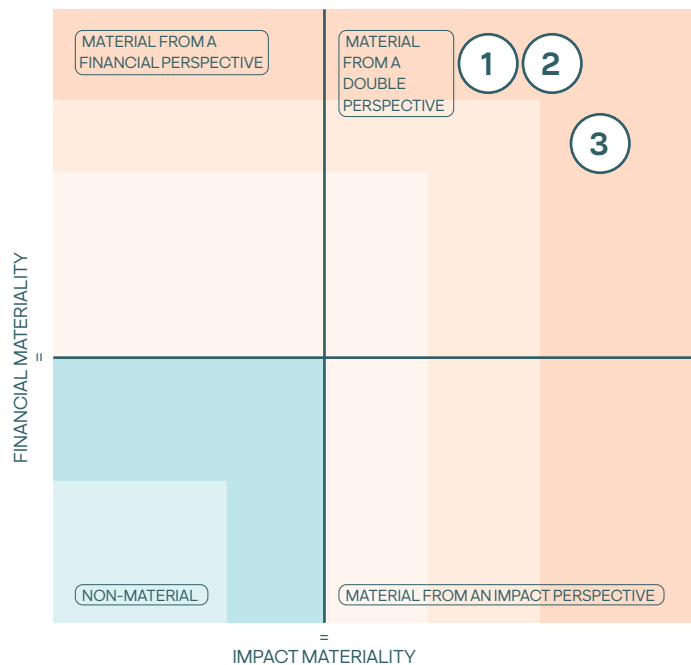 MATERIAL FROM A
FINANCIAL PERSPECTIVE
MATERIAL
FROM A
DOUBLE
PERSPECTIVE
1
2
3
FINANCIAL MATERIALITY
=
NON-MATERIAL
MATERIAL FROM AN IMPACT PERSPECTIVE
=
IMPACT MATERIALITY